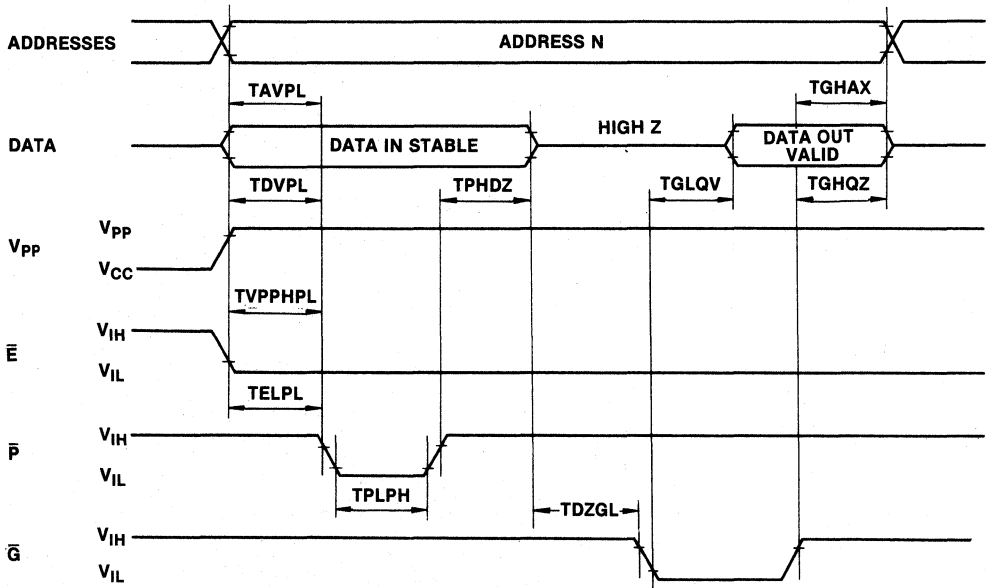 ADDRESSES
ADDRESS N
TAVPL
TGHAX
DATA
DATA IN STABLE
HIGH Z
DATA OUT
VALID
TDVPL
TPHDZ
TGLQV
TGHQZ
VPP
VPP
VCC
TVPPHPL
Ē
VIH
VIL
TELPL
P̄
VIH
VIL
TPLPH
TDZGL
Ḡ
VIH
VIL